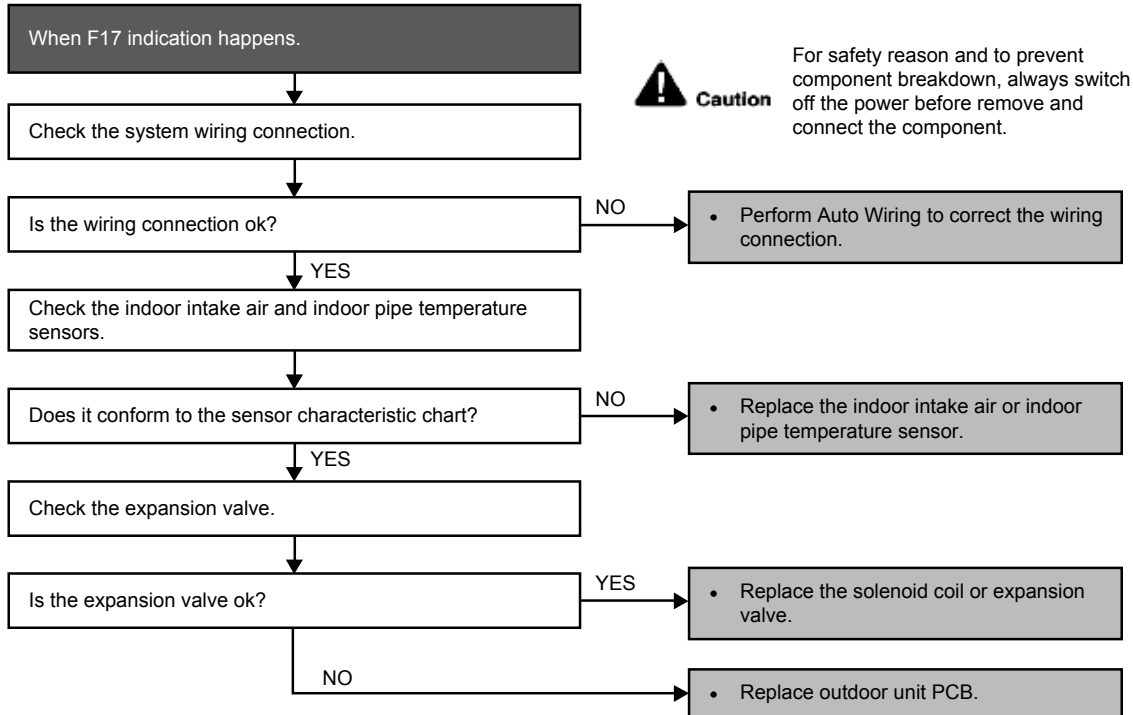 When F17 indication happens.
Caution
For safety reason and to prevent
component breakdown, always switch
off the power before remove and
connect the component.
Check the system wiring connection.
Is the wiring connection ok?
NO
• Perform Auto Wiring to correct the wiring
connection.
YES
Check the indoor intake air and indoor pipe temperature
sensors.
Does it conform to the sensor characteristic chart?
NO
• Replace the indoor intake air or indoor
pipe temperature sensor.
YES
Check the expansion valve.
Is the expansion valve ok?
YES
• Replace the solenoid coil or expansion
valve.
NO
• Replace outdoor unit PCB.